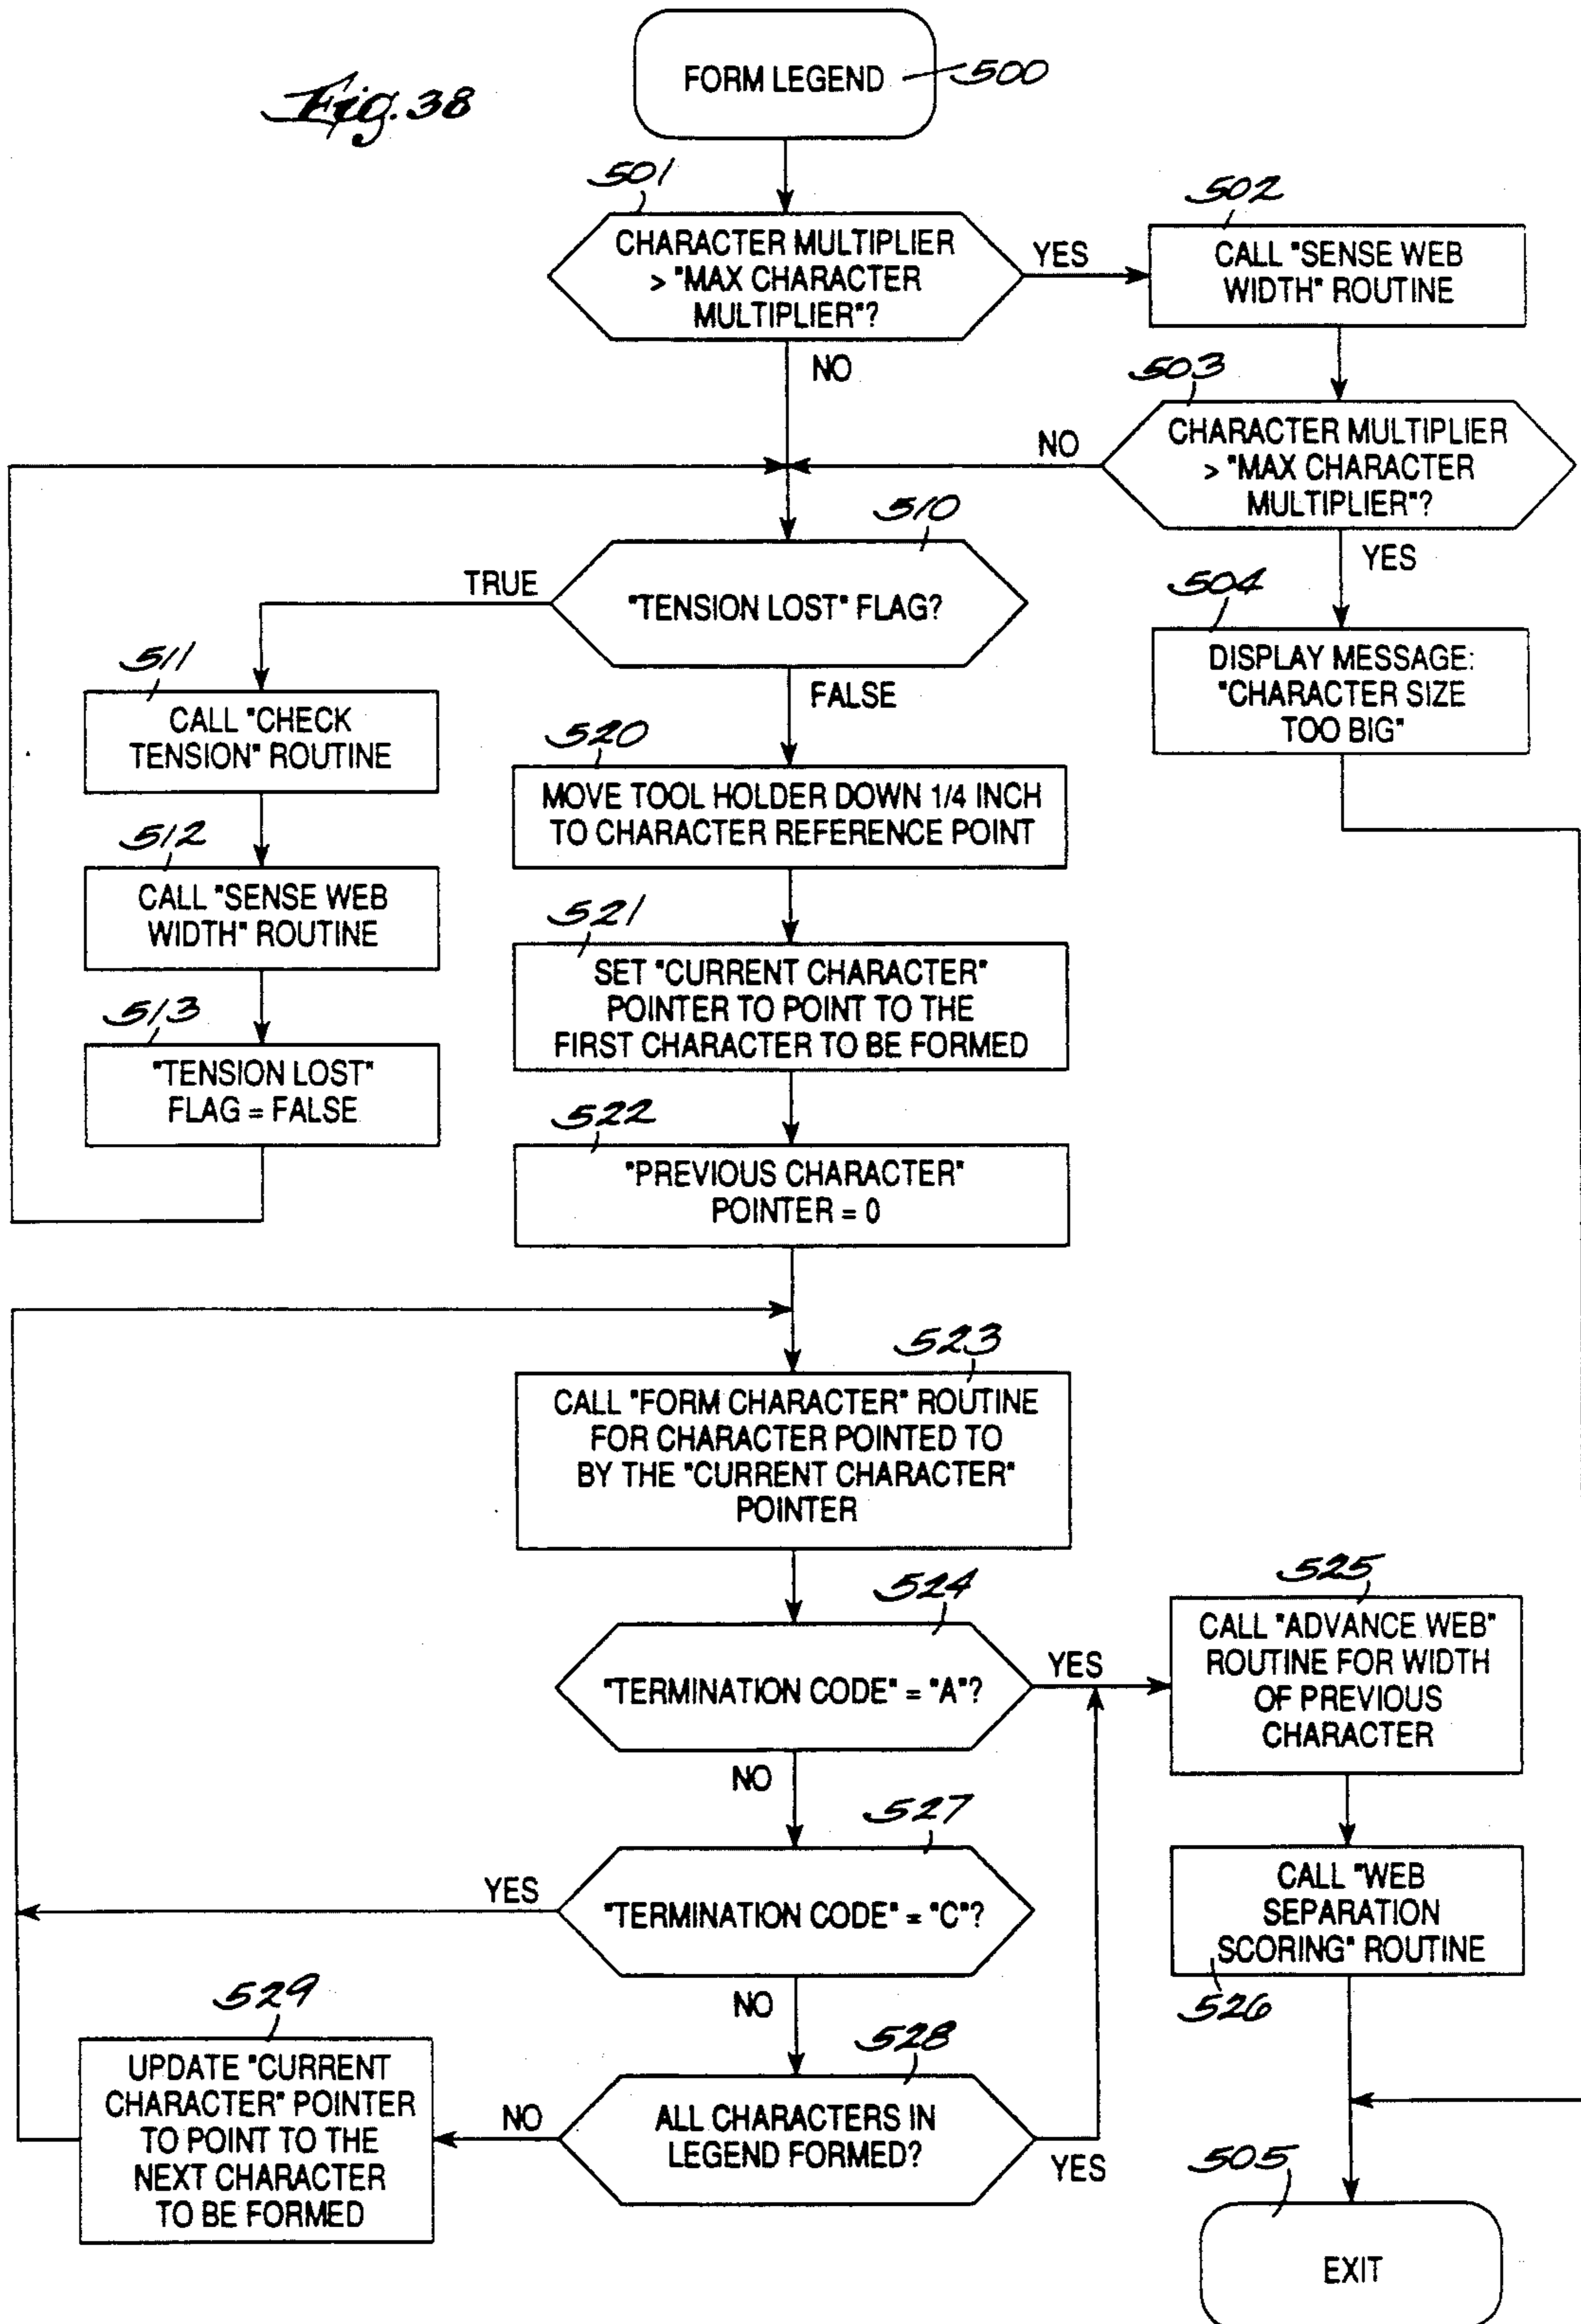 Fig. 38
FORM LEGEND
500
501
CHARACTER MULTIPLIER
> "MAX CHARACTER
MULTIPLIER"?
YES
NO
502
CALL "SENSE WEB
WIDTH" ROUTINE
503
CHARACTER MULTIPLIER
> "MAX CHARACTER
MULTIPLIER"?
NO
YES
504
DISPLAY MESSAGE:
"CHARACTER SIZE
TOO BIG"
510
"TENSION LOST" FLAG?
TRUE
FALSE
511
CALL "CHECK
TENSION" ROUTINE
512
CALL "SENSE WEB
WIDTH" ROUTINE
513
"TENSION LOST"
FLAG = FALSE
520
MOVE TOOL HOLDER DOWN 1/4 INCH
TO CHARACTER REFERENCE POINT
521
SET "CURRENT CHARACTER"
POINTER TO POINT TO THE
FIRST CHARACTER TO BE FORMED
522
"PREVIOUS CHARACTER"
POINTER = 0
523
CALL "FORM CHARACTER" ROUTINE
FOR CHARACTER POINTED TO
BY THE "CURRENT CHARACTER"
POINTER
524
"TERMINATION CODE" = "A"?
YES
NO
525
CALL "ADVANCE WEB"
ROUTINE FOR WIDTH
OF PREVIOUS
CHARACTER
527
"TERMINATION CODE" = "C"?
YES
NO
CALL "WEB
SEPARATION
SCORING" ROUTINE
526
528
ALL CHARACTERS IN
LEGEND FORMED?
NO
YES
529
UPDATE "CURRENT
CHARACTER" POINTER
TO POINT TO THE
NEXT CHARACTER
TO BE FORMED
505
EXIT